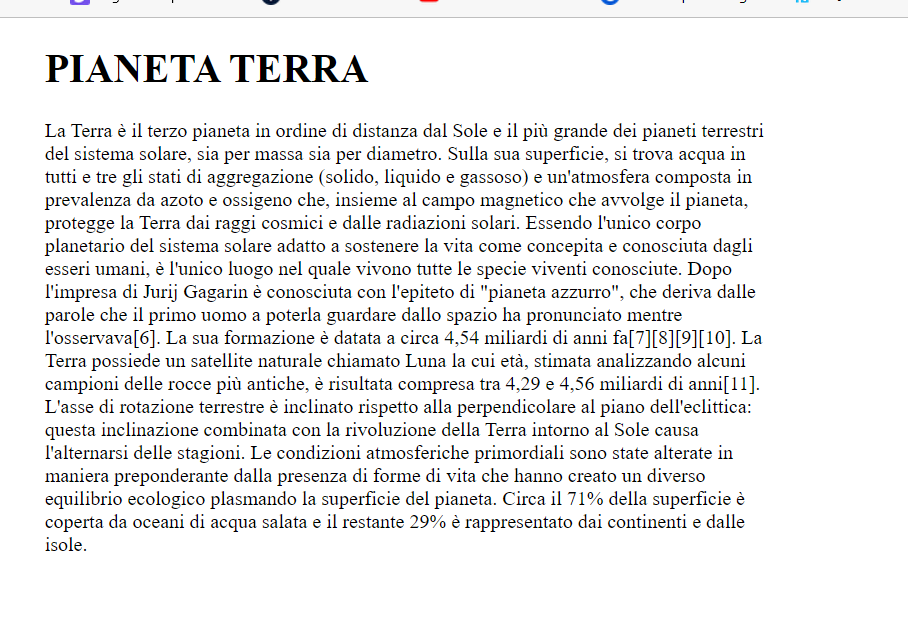 PIANETA TERRA
La Terra è il terzo pianeta in ordine di distanza dal Sole e il più grande dei pianeti terrestri
del sistema solare, sia per massa sia per diametro. Sulla sua superficie, si trova acqua in
tutti e tre gli stati di aggregazione (solido, liquido e gassoso) e un'atmosfera composta in
prevalenza da azoto e ossigeno che, insieme al campo magnetico che avvolge il pianeta,
protegge la Terra dai raggi cosmici e dalle radiazioni solari. Essendo l'unico corpo
planetario del sistema solare adatto a sostenere la vita come concepita e conosciuta dagli
esseri umani, è l'unico luogo nel quale vivono tutte le specie viventi conosciute. Dopo
l'impresa di Jurij Gagarin è conosciuta con l'epiteto di "pianeta azzurro", che deriva dalle
parole che il primo uomo a poterla guardare dallo spazio ha pronunciato mentre
l'osservava[6]. La sua formazione è datata a circa 4,54 miliardi di anni fa[7][8][9][10]. La
Terra possiede un satellite naturale chiamato Luna la cui età, stimata analizzando alcuni
campioni delle rocce più antiche, è risultata compresa tra 4,29 e 4,56 miliardi di anni[11].
L'asse di rotazione terrestre è inclinato rispetto alla perpendicolare al piano dell'eclittica:
questa inclinazione combinata con la rivoluzione della Terra intorno al Sole causa
l'alternarsi delle stagioni. Le condizioni atmosferiche primordiali sono state alterate in
maniera preponderante dalla presenza di forme di vita che hanno creato un diverso
equilibrio ecologico plasmando la superficie del pianeta. Circa il 71% della superficie è
coperta da oceani di acqua salata e il restante 29% è rappresentato dai continenti e dalle
isole.